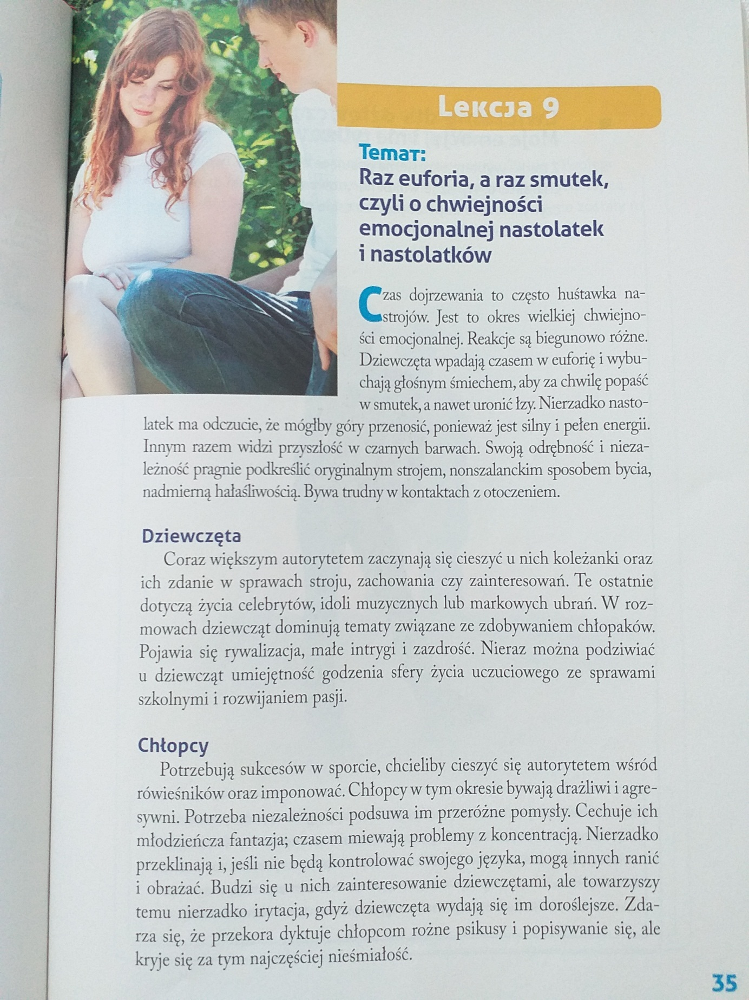 Lekcja 9
Temat:
Raz euforia, a raz smutek,
czyli o chwiejności
emocjonalnej nastolatek
i nastolatków
Czas dojrzewania to często huśtawka na-
strojów. Jest to okres wielkiej chwiejno-
ści emocjonalnej. Reakcje są biegunowo różne.
Dziewczęta wpadają czasem w euforię i wybu-
chają głośnym śmiechem, aby za chwilę popaść
w smutek, a nawet uronić łzy. Nierzadko nasto-
latek ma odczucie, że mógłby góry przenosić, ponieważ jest silny i pełen energii.
Innym razem widzi przyszłość w czarnych barwach. Swoją odrębność i nieza-
leżność pragnie podkreślić oryginalnym strojem, nonszalanckim sposobem bycia,
nadmierną hałaśliwością. Bywa trudny w kontaktach z otoczeniem.
Dziewczęta
Coraz większym autorytetem zaczynają się cieszyć u nich koleżanki oraz
ich zdanie w sprawach stroju, zachowania czy zainteresowań. Te ostatnie
dotyczą życia celebrytów, idoli muzycznych lub markowych ubrań. W roz-
mowach dziewcząt dominują tematy związane ze zdobywaniem chłopaków.
Pojawia się rywalizacja, małe intrygi i zazdrość. Nieraz można podziwiać
u dziewcząt umiejętność godzenia sfery życia uczuciowego ze sprawami
szkolnymi i rozwijaniem pasji.
Chłopcy
Potrzebują sukcesów w sporcie, chcieliby cieszyć się autorytetem wśród
rówieśników oraz imponować. Chłopcy w tym okresie bywają drażliwi i agre-
sywni. Potrzeba niezależności podsuwa im przeróżne pomysły. Cechuje ich
młodzieńcza fantazja; czasem miewają problemy z koncentracją. Nierzadko
przeklinają i, jeśli nie będą kontrolować swojego języka, mogą innych ranić
i obrażać. Budzi się u nich zainteresowanie dziewczętami, ale towarzyszy
temu nierzadko irytacja, gdyż dziewczęta wydają się im doroślejsze. Zda-
rza się, że przekora dyktuje chłopcom rożne psikusy i popisywanie się, ale
kryje się za tym najczęściej nieśmiałość.
35